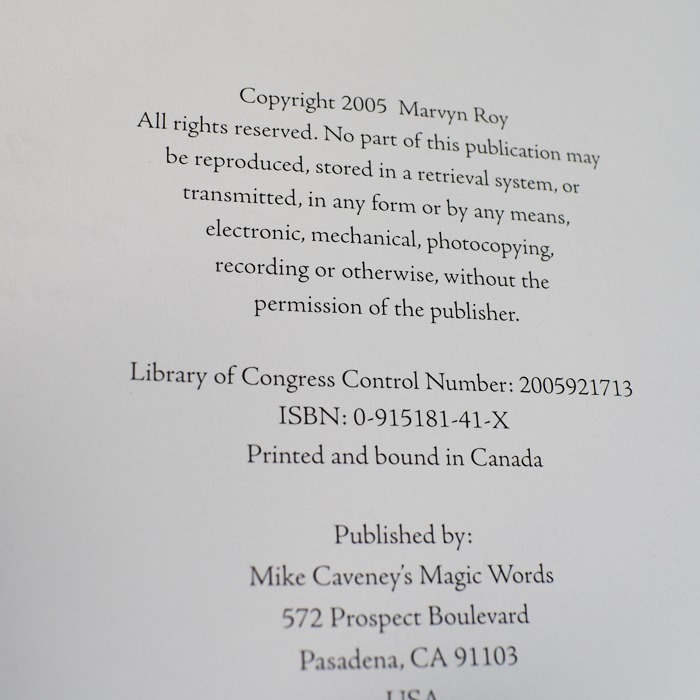 Copyright 2005 Marvyn Roy
All rights reserved. No part of this publication may
be reproduced, stored in a retrieval system, or
transmitted, in any form or by any means,
electronic, mechanical, photocopying,
recording or otherwise, without the
permission of the publisher.
Library of Congress Control Number: 2005921713
ISBN: 0-915181-41-X
Printed and bound in Canada
Published by:
Mike Caveney's Magic Words
572 Prospect Boulevard
Pasadena, CA 91103
USA